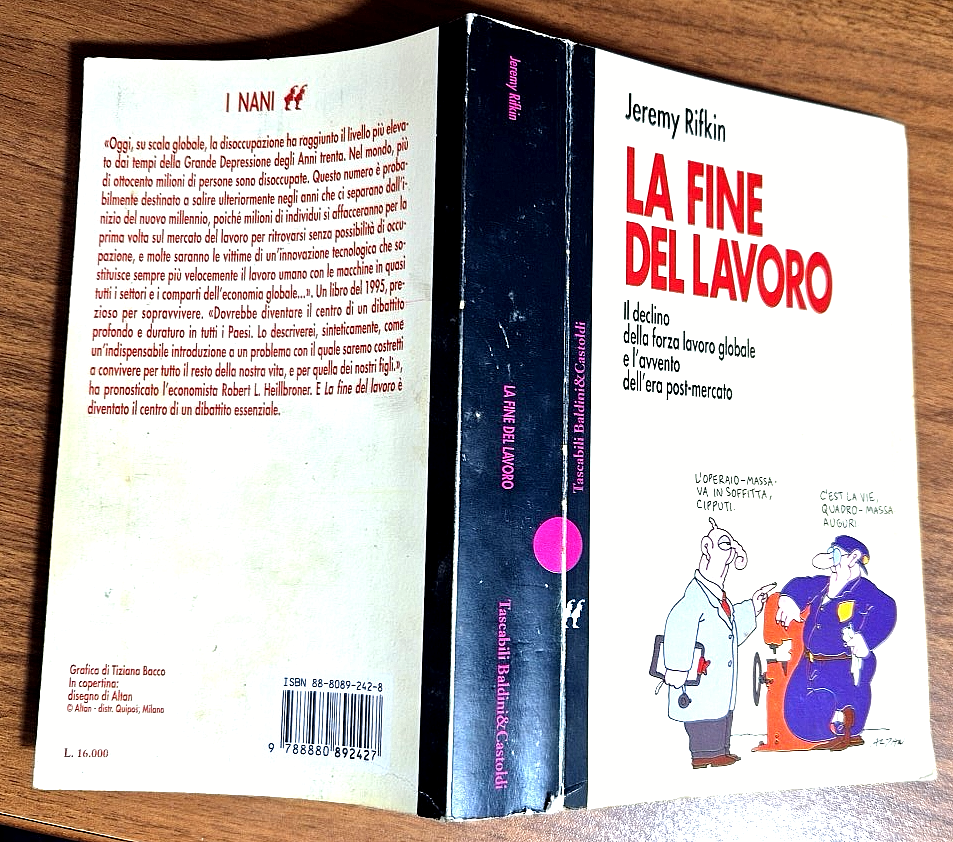 I NANI
«Oggi, su scala globale, la disoccupazione ha raggiunto il livello più eleva-
to dai tempi della Grande Depressione degli Anni trenta. Nel mondo, più
di ottocento milioni di persone sono disoccupate. Questo numero è proba-
bilmente destinato a salire ulteriormente negli anni che ci separano dall'i-
nizio del nuovo millennio, poiché milioni di individui si affacceranno per la
prima volta sul mercato del lavoro per ritrovarsi senza possibilità di occu-
pazione, e molte saranno le vittime di un'innovazione tecnologica che so-
stituisce sempre più velocemente il lavoro umano con le macchine in quasi
tutti i settori e i comparti dell'economia globale...». Un libro del 1995, pre-
zioso per sopravvivere. «Dovrebbe diventare il centro di un dibattito
profondo e duraturo in tutti i Paesi. Lo descriverei, sinteticamente, come
un'indispensabile introduzione a un problema con il quale saremo costretti
a convivere per tutto il resto della nostra vita, e per quella dei nostri figli.»,
ha pronosticato l'economista Robert L. Heillbroner. E La fine del lavoro è
diventato il centro di un dibattito essenziale.
Grafica di Tiziana Bacco
In copertina:
disegno di Altan
© Altan - distr. Quipos, Milano
L. 16.000
ISBN 88-8089-242-8
9 788880 892427
Jeremy Rifkin
LA FINE DEL LAVORO
Tascabili Baldini&Castoldi
Tascabili Baldini&Castoldi
Jeremy Rifkin
LA FINE
DEL LAVORO
Il declino
della forza lavoro globale
e l'avvento
dell'era post-mercato
L'OPERAIO-MASSA
VA IN SOFFITTA,
CIPPUTI.
C'EST LA VIE,
QUADRO-MASSA
AUGURI
ALTAN